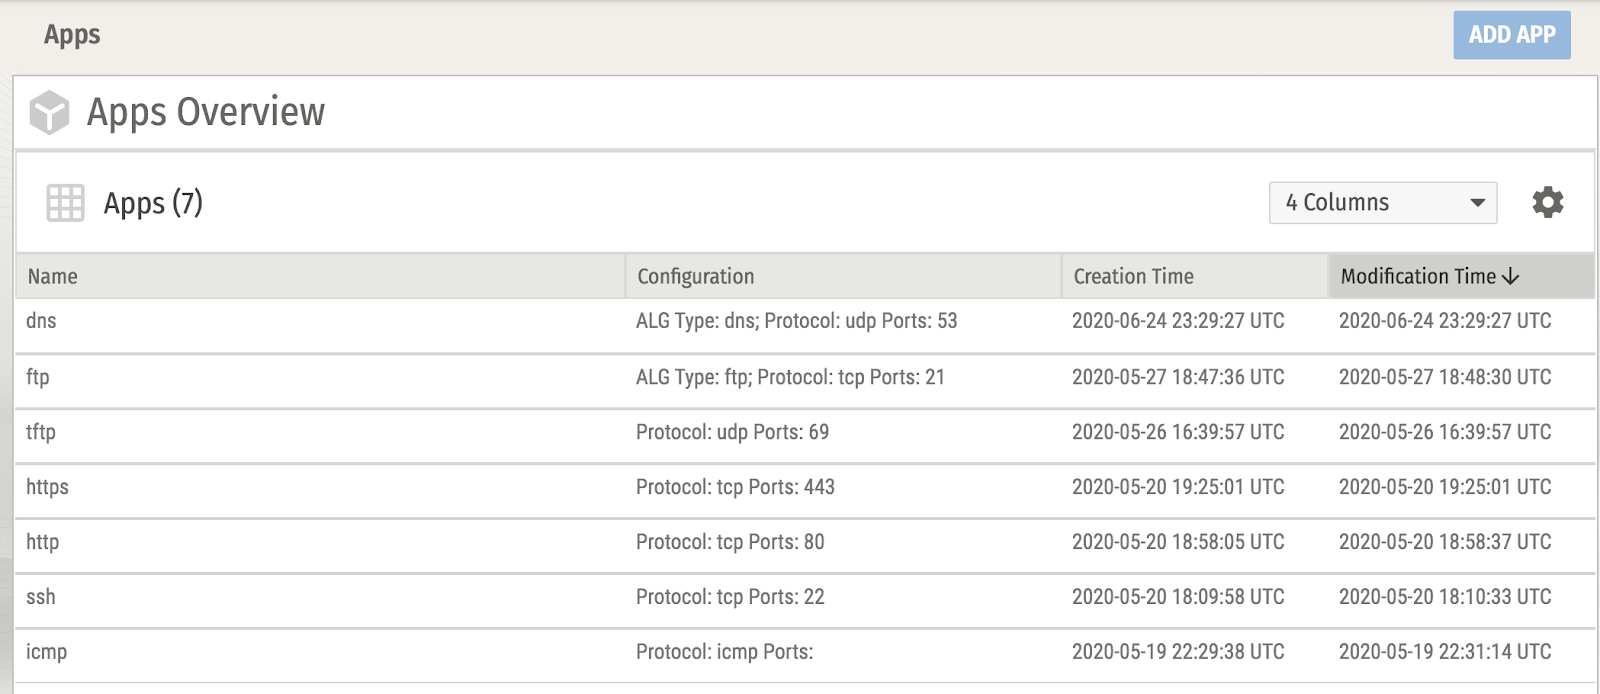 Apps
ADD APP
Apps Overview
Apps (7)
4 Columns
Name Configuration Creation Time Modification Time
dns ALG Type: dns; Protocol: udp Ports: 53 2020-06-24 23:29:27 UTC 2020-06-24 23:29:27 UTC
ftp ALG Type: ftp; Protocol: tcp Ports: 21 2020-05-27 18:47:36 UTC 2020-05-27 18:48:30 UTC
tftp Protocol: udp Ports: 69 2020-05-26 16:39:57 UTC 2020-05-26 16:39:57 UTC
https Protocol: tcp Ports: 443 2020-05-20 19:25:01 UTC 2020-05-20 19:25:01 UTC
http Protocol: tcp Ports: 80 2020-05-20 18:58:05 UTC 2020-05-20 18:58:37 UTC
ssh Protocol: tcp Ports: 22 2020-05-20 18:09:58 UTC 2020-05-20 18:10:33 UTC
icmp Protocol: icmp Ports: 2020-05-19 22:29:38 UTC 2020-05-19 22:31:14 UTC